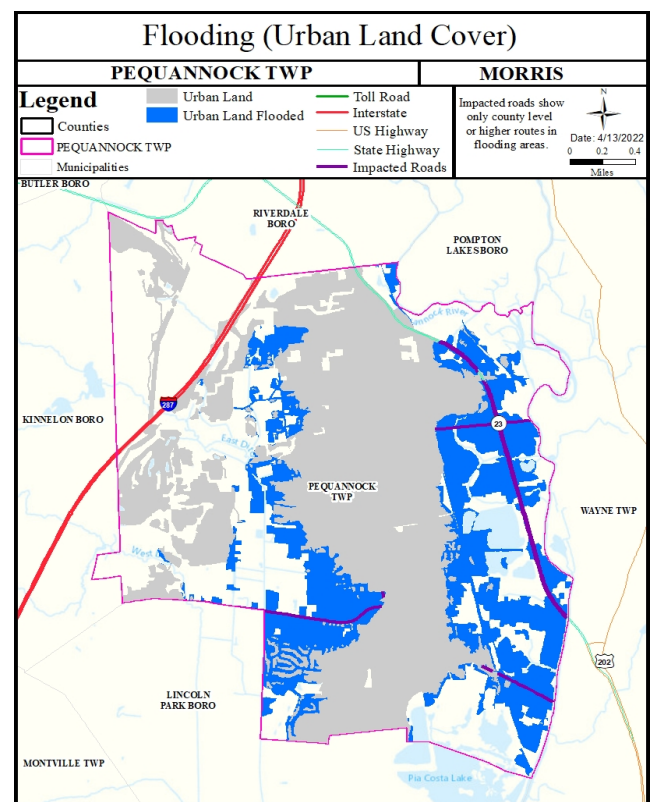 Flooding (Urban Land Cover)
PEQUANNOCK TWP
MORRIS
Legend
Counties
PEQUANNOCK TWP
Municipalities
Urban Land
Urban Land Flooded
Toll Road
Interstate
US Highway
State Highway
Impacted Roads
Impacted roads show
only county level
or higher routes in
flooding areas.
N
Date: 4/13/2022
0 0.2 0.4
Miles
BUTLER BORO
RIVERDALE
BORO
POMPTON
LAKES BORO
287
KINNELON BORO
23
PEQUANNOCK
TWP
WAYNE TWP
202
LINCOLN
PARK BORO
MONTVILLE TWP
Pia Costa Lake